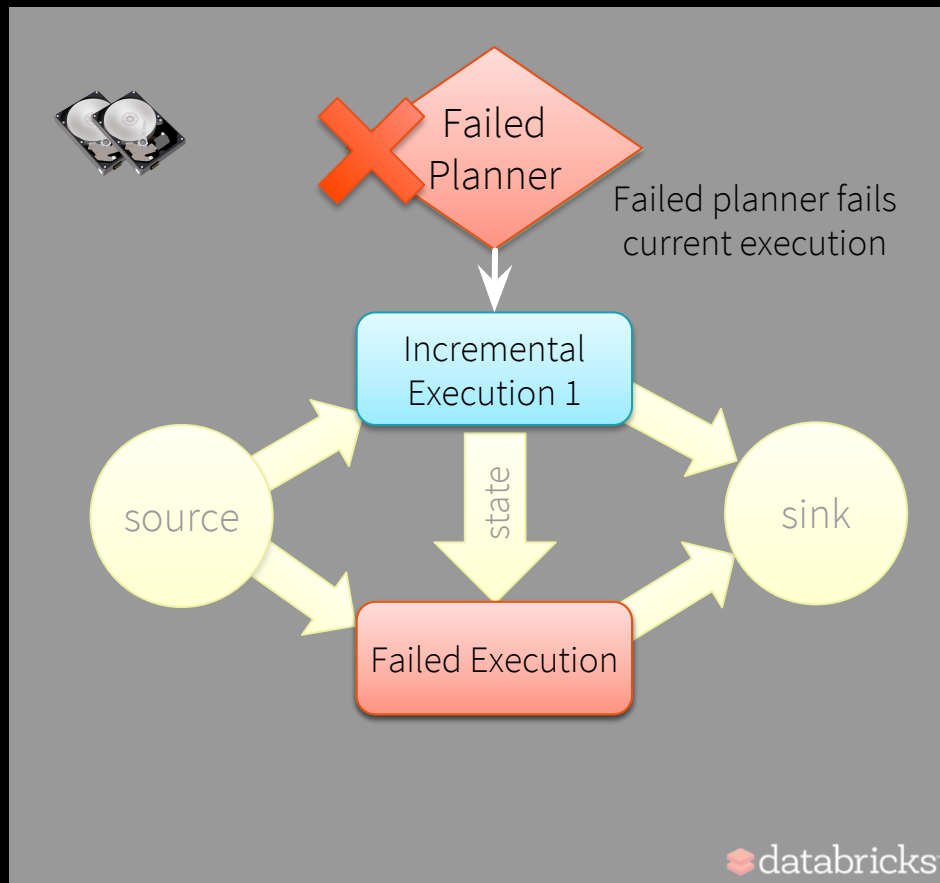 Failed
Planner
Failed planner fails
current execution
Incremental
Execution 1
source
state
sink
Failed Execution
databricks